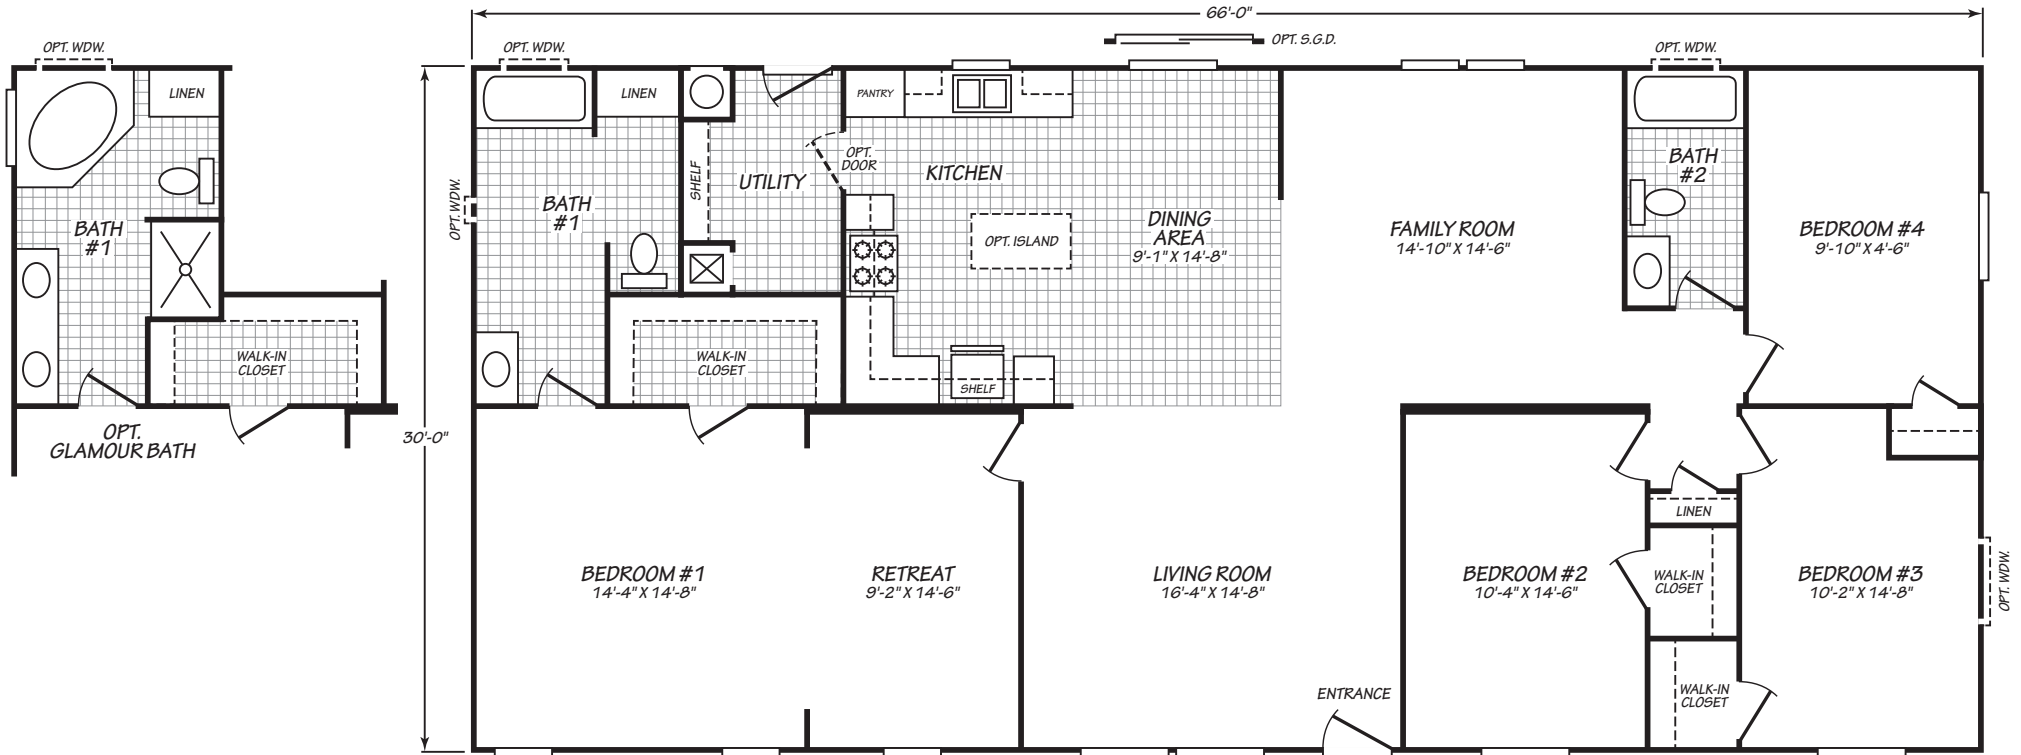 66'-0"
OPT. S.G.D.
OPT. WDW.
OPT. WDW.
OPT. WDW.
LINEN
BATH
#1
WALK-IN
CLOSET
OPT.
GLAMOUR BATH
30'-0"
OPT. WDW.
LINEN
BATH
#1
SHELF
UTILITY
OPT.
DOOR
PANTRY
KITCHEN
OPT. ISLAND
DINING
AREA
9'-1" X 14'-8"
SHELF
WALK-IN
CLOSET
FAMILY ROOM
14'-10" X 14'-6"
BATH
#2
BEDROOM #4
9'-10" X 4'-6"
BEDROOM #1
14'-4" X 14'-8"
RETREAT
9'-2" X 14'-6"
LIVING ROOM
16'-4" X 14'-8"
ENTRANCE
BEDROOM #2
10'-4" X 14'-6"
LINEN
WALK-IN
CLOSET
WALK-IN
CLOSET
BEDROOM #3
10'-2" X 14'-8"
OPT. WDW.